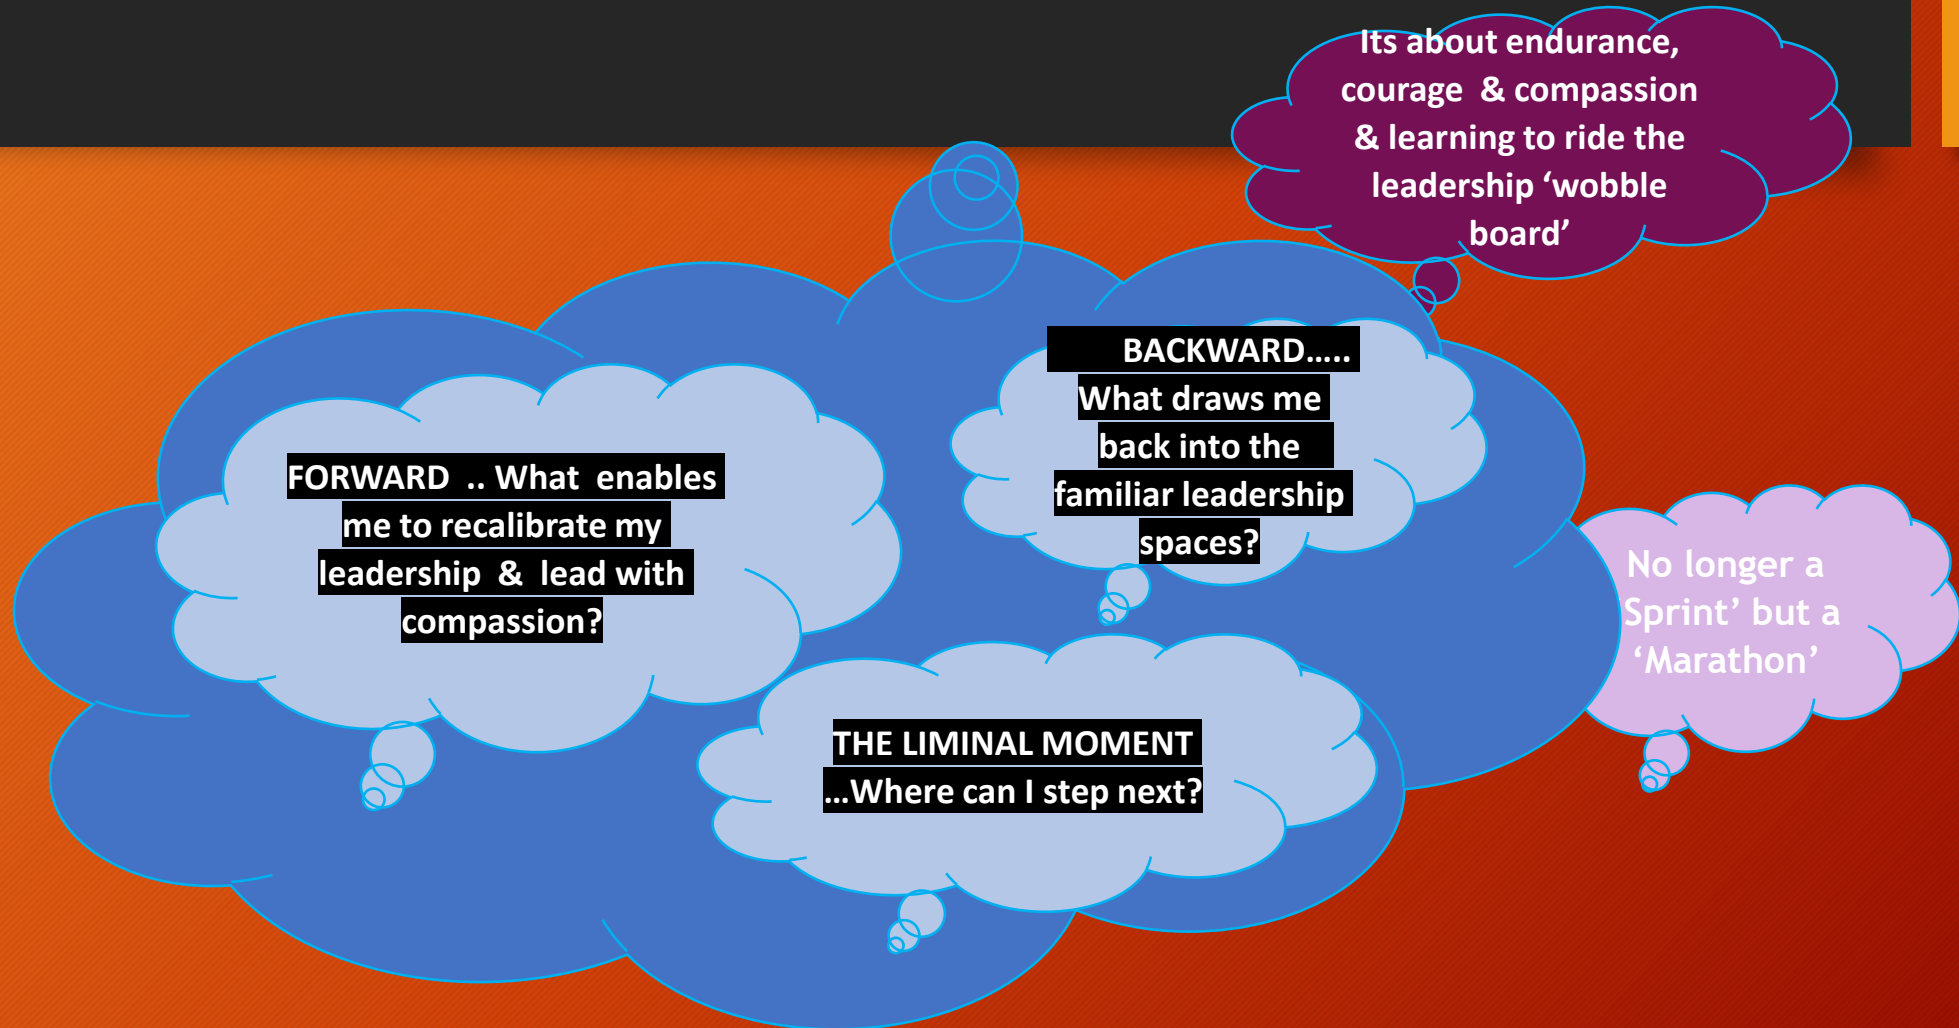 Its about endurance,
courage & compassion
& learning to ride the
leadership ‘wobble
board’
BACKWARD.....
What draws me
back into the
familiar leadership
spaces?
FORWARD .. What enables
me to recalibrate my
leadership & lead with
compassion?
No longer a
Sprint’ but a
‘Marathon’
THE LIMINAL MOMENT
...Where can I step next?